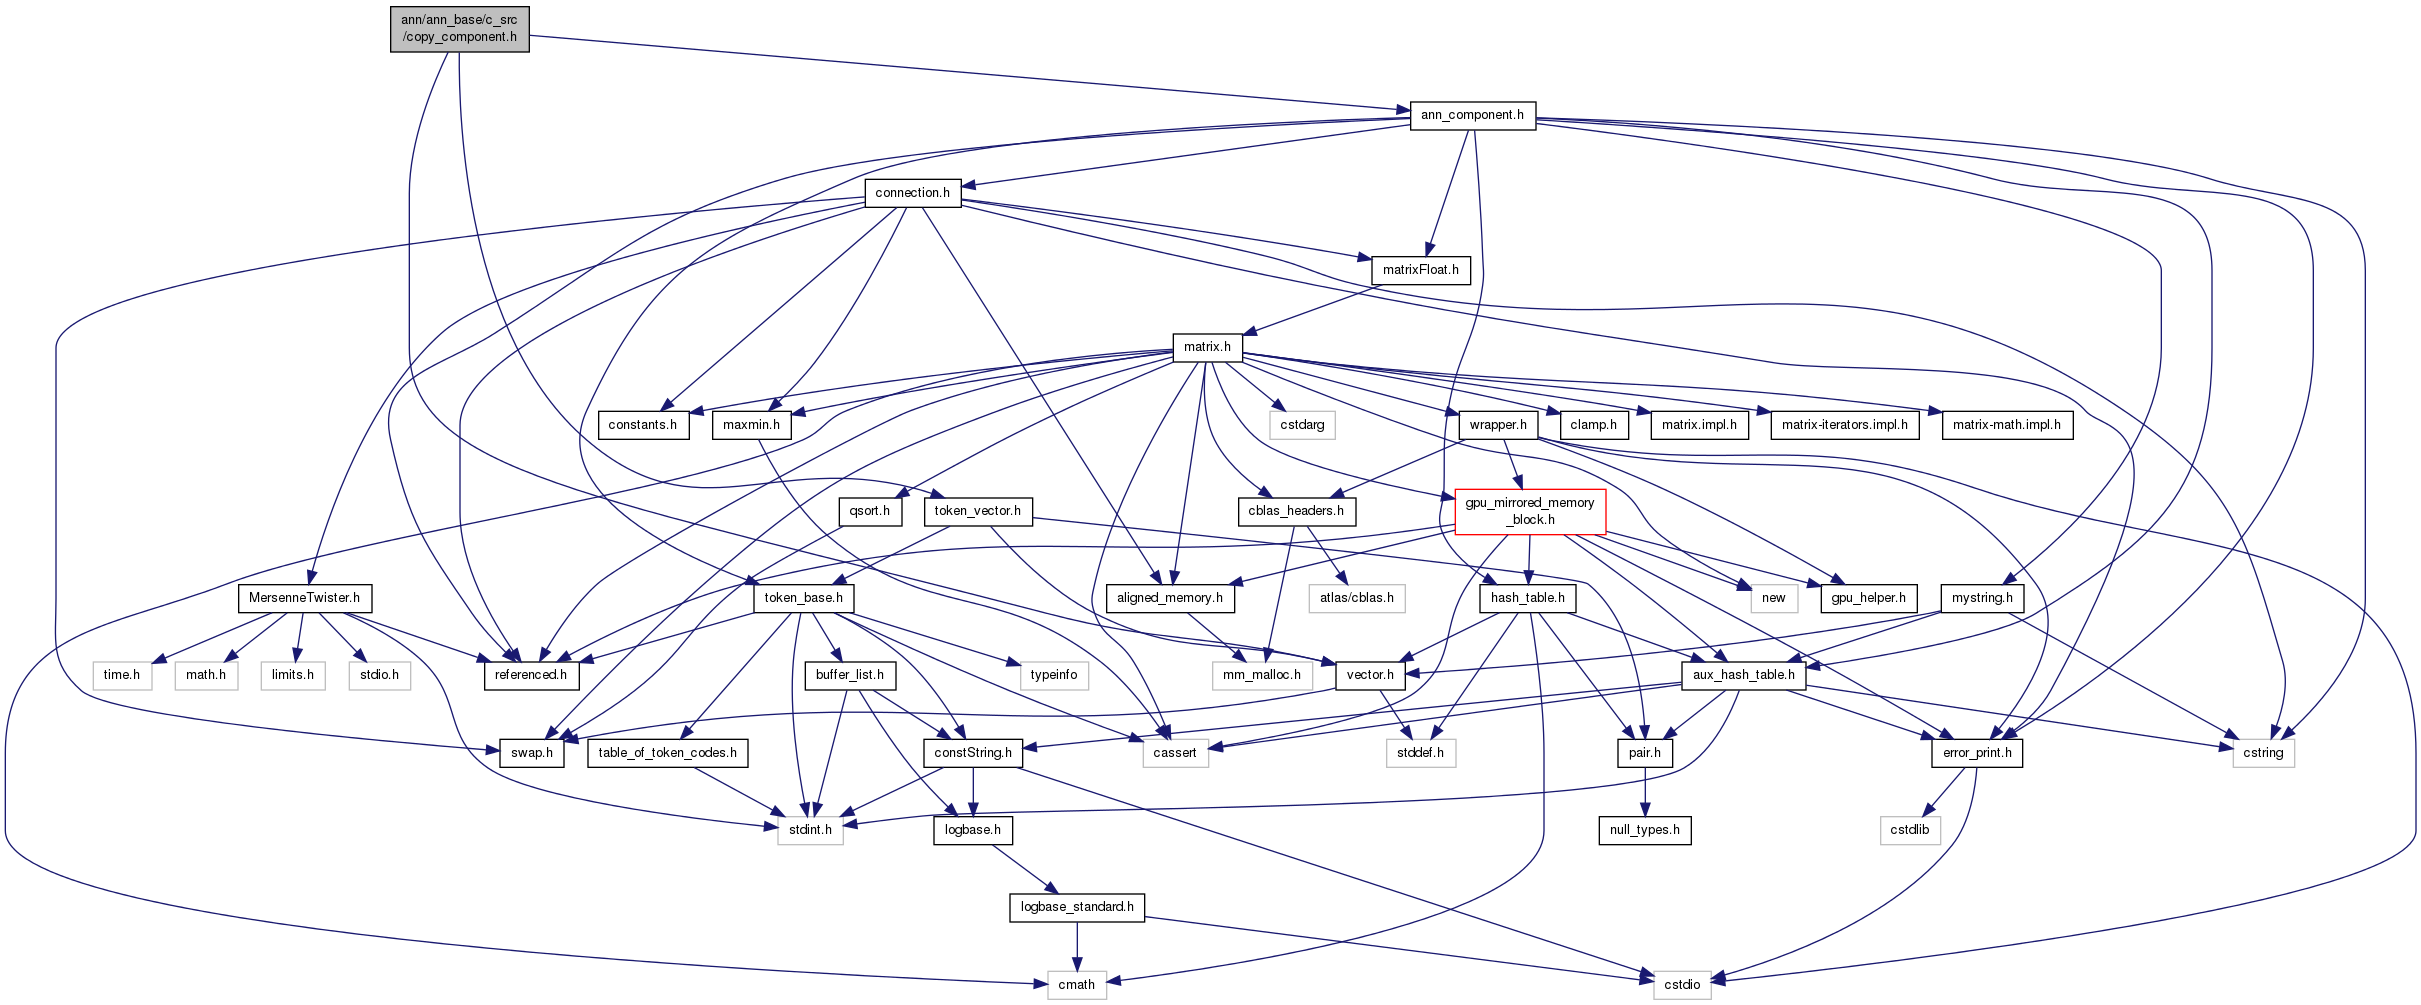 ann/ann_base/c_src
/copy_component.h
ann_component.h
connection.h
matrixFloat.h
matrix.h
constants.h
maxmin.h
cstdarg
wrapper.h
clamp.h
matrix.impl.h
matrix-iterators.impl.h
matrix-math.impl.h
qsort.h
token_vector.h
cblas_headers.h
gpu_mirrored_memory
_block.h
MersenneTwister.h
token_base.h
aligned_memory.h
atlas/cblas.h
hash_table.h
new
gpu_helper.h
mystring.h
time.h
math.h
limits.h
stdio.h
referenced.h
buffer_list.h
typeinfo
mm_malloc.h
vector.h
aux_hash_table.h
swap.h
table_of_token_codes.h
constString.h
cassert
stddef.h
pair.h
error_print.h
cstring
stdint.h
logbase.h
null_types.h
cstdlib
logbase_standard.h
cmath
cstdio